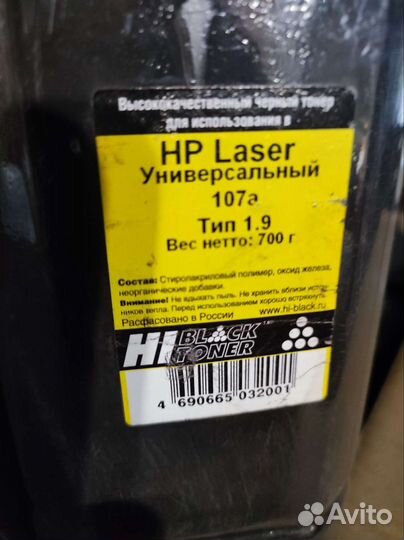 Высококачественный черный тонер
для использования в
HP Laser
Универсальный
107a
Тип 1.9
Вес нетто: 700 г
Состав: Стиролакриловый полимер, оксид железа,
неорганические добавки.
Внимание! Не вдыхать пыль. Не хранить вблизи источ-
ников тепла. Перед использованием хорошо встряхнуть
Расфасовано в России www.hi-black.ru
Hi BLACK
TONER
4 690665 032001
Avito